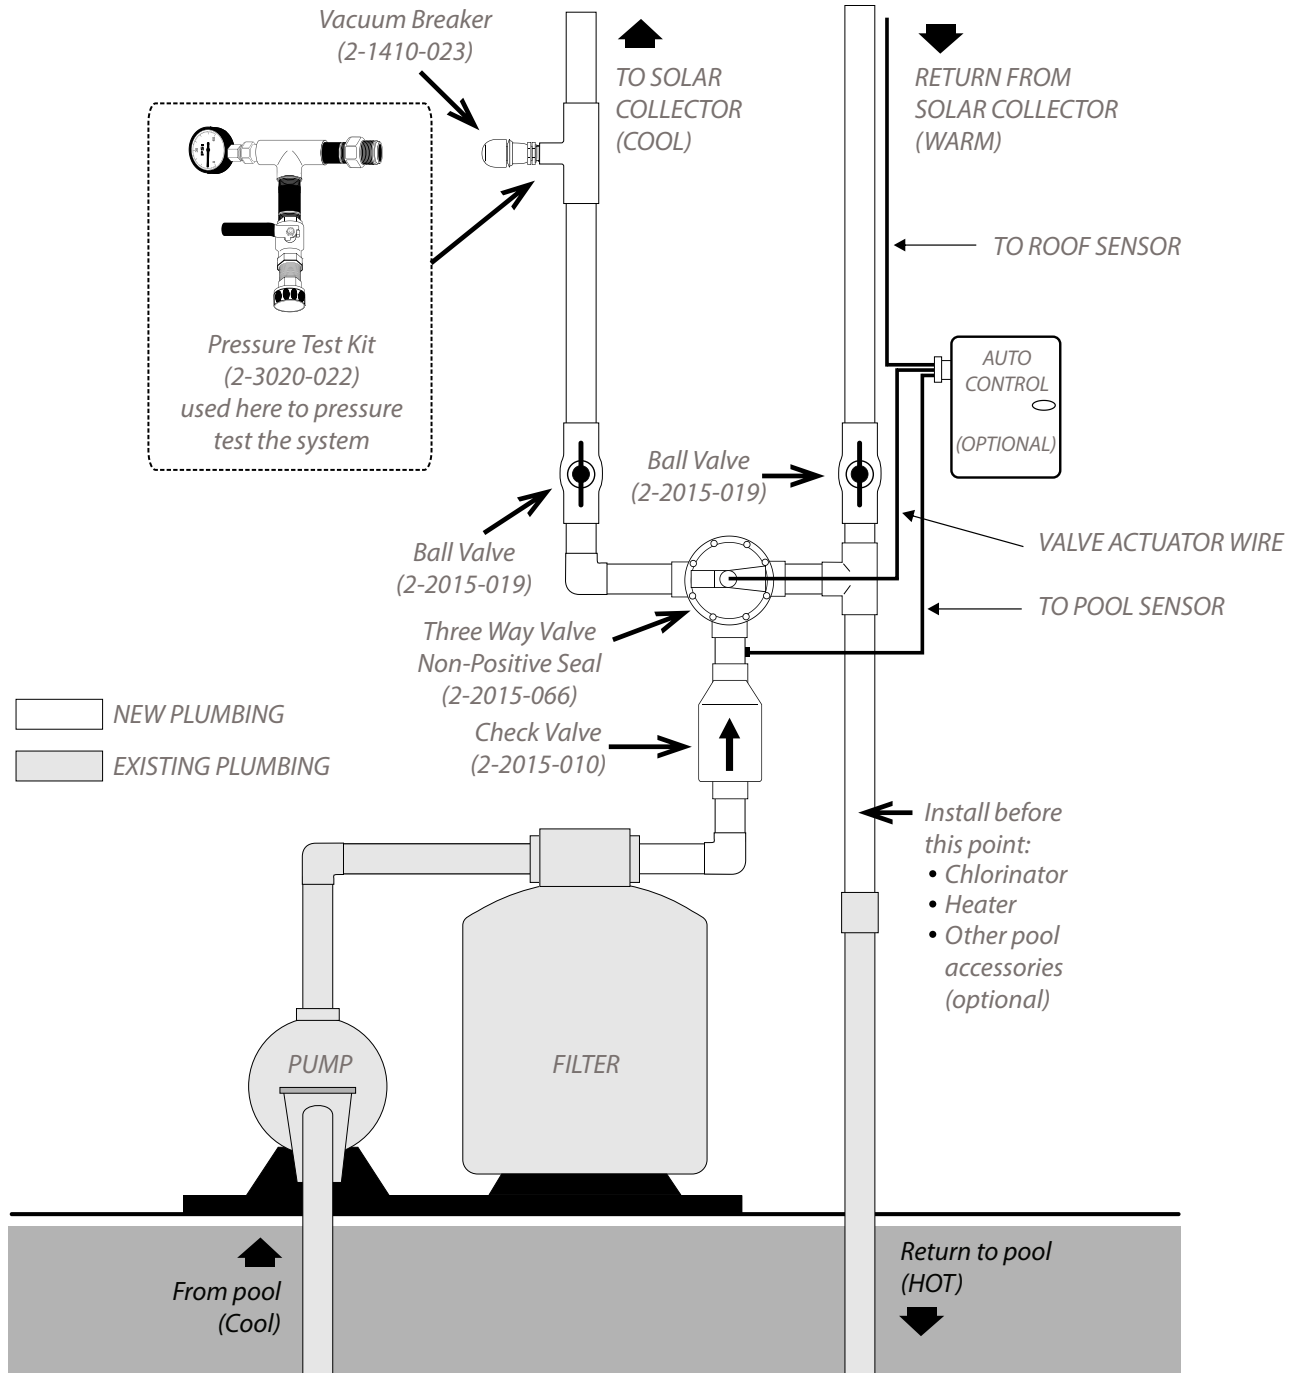 Vacuum Breaker
(2-1410-023)
TO SOLAR
COLLECTOR
(COOL)
RETURN FROM
SOLAR COLLECTOR
(WARM)
TO ROOF SENSOR
Pressure Test Kit
(2-3020-022)
used here to pressure
test the system
AUTO
CONTROL
(OPTIONAL)
Ball Valve
(2-2015-019)
Ball Valve
(2-2015-019)
VALVE ACTUATOR WIRE
TO POOL SENSOR
Three Way Valve
Non-Positive Seal
(2-2015-066)
NEW PLUMBING
EXISTING PLUMBING
Check Valve
(2-2015-010)
Install before
this point:
• Chlorinator
• Heater
• Other pool
accessories
(optional)
PUMP
FILTER
From pool
(Cool)
Return to pool
(HOT)